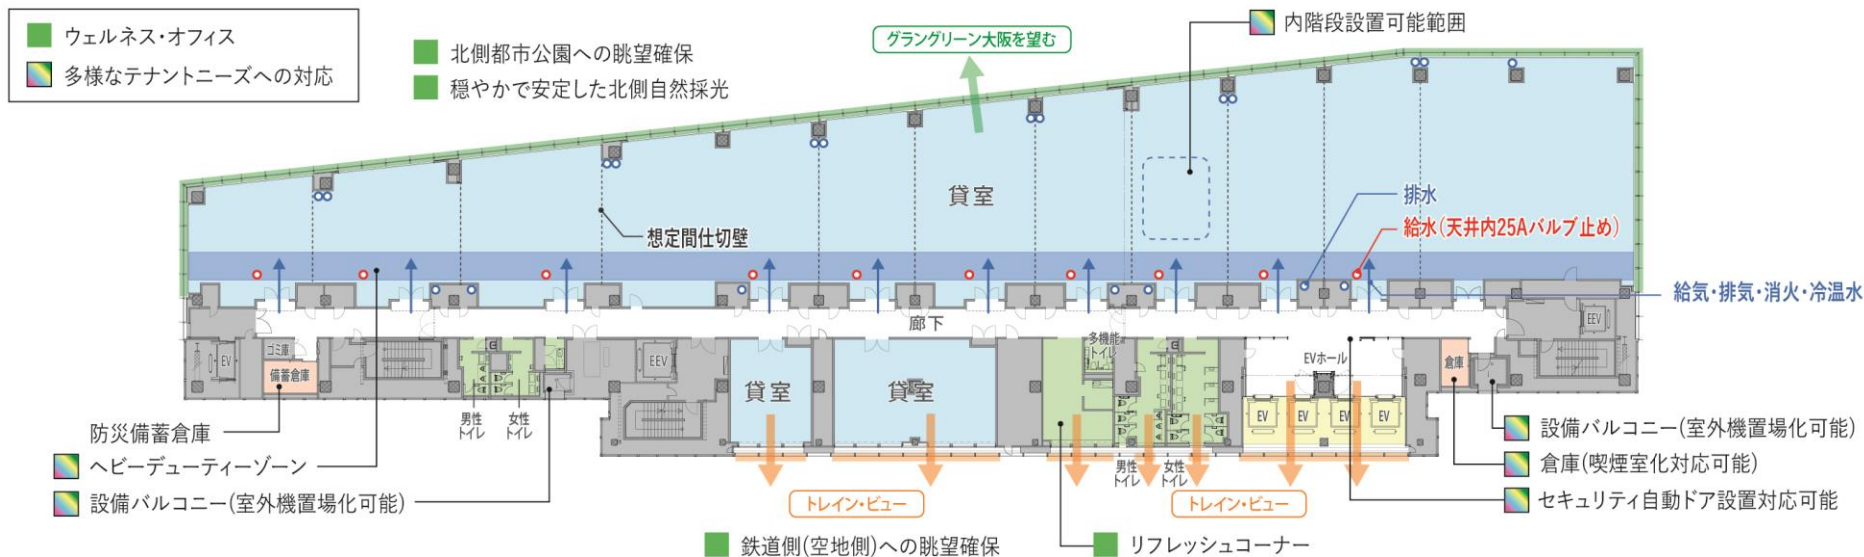 ウェルネス・オフィス
多様なテナントニーズへの対応
北側都市公園への眺望確保
穏やかで安定した北側自然採光
グラングリーン大阪を望む
内階段設置可能範囲
貸室
想定間仕切壁
排水
給水(天井内25Aバルブ止め)
給気・排気・消火・冷温水
廊下
EV
ゴミ庫
備蓄倉庫
EEV
貸室
貸室
多機能
トイレ
EVホール
EV
EV
EV
EV
倉庫
EEV
男性
トイレ
女性
トイレ
男性
トイレ
女性
トイレ
防災備蓄倉庫
ヘビーデューティーゾーン
設備バルコニー(室外機置場化可能)
トレイン・ビュー
トレイン・ビュー
設備バルコニー(室外機置場化可能)
倉庫(喫煙室化対応可能)
セキュリティ自動ドア設置対応可能
鉄道側(空地側)への眺望確保
リフレッシュコーナー